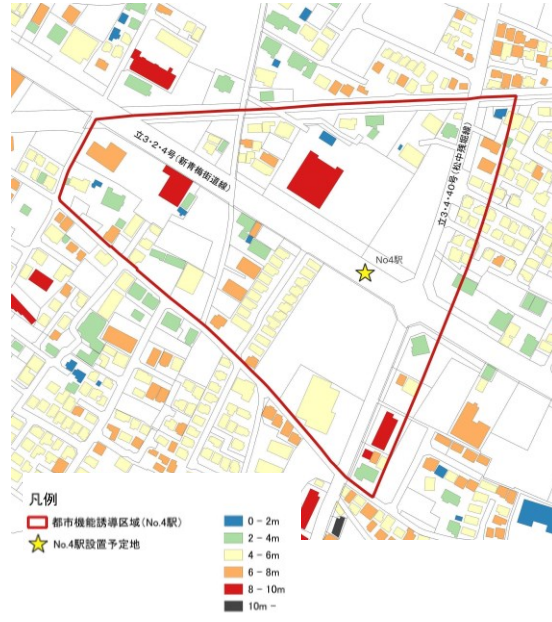 立3・2・4号(新青梅街道線)
立3・4・40号(松中残堀線)
No4駅
凡例
都市機能誘導区域(No.4駅)
No.4駅設置予定地
0 - 2m
2 - 4m
4 - 6m
6 - 8m
8 - 10m
10m -